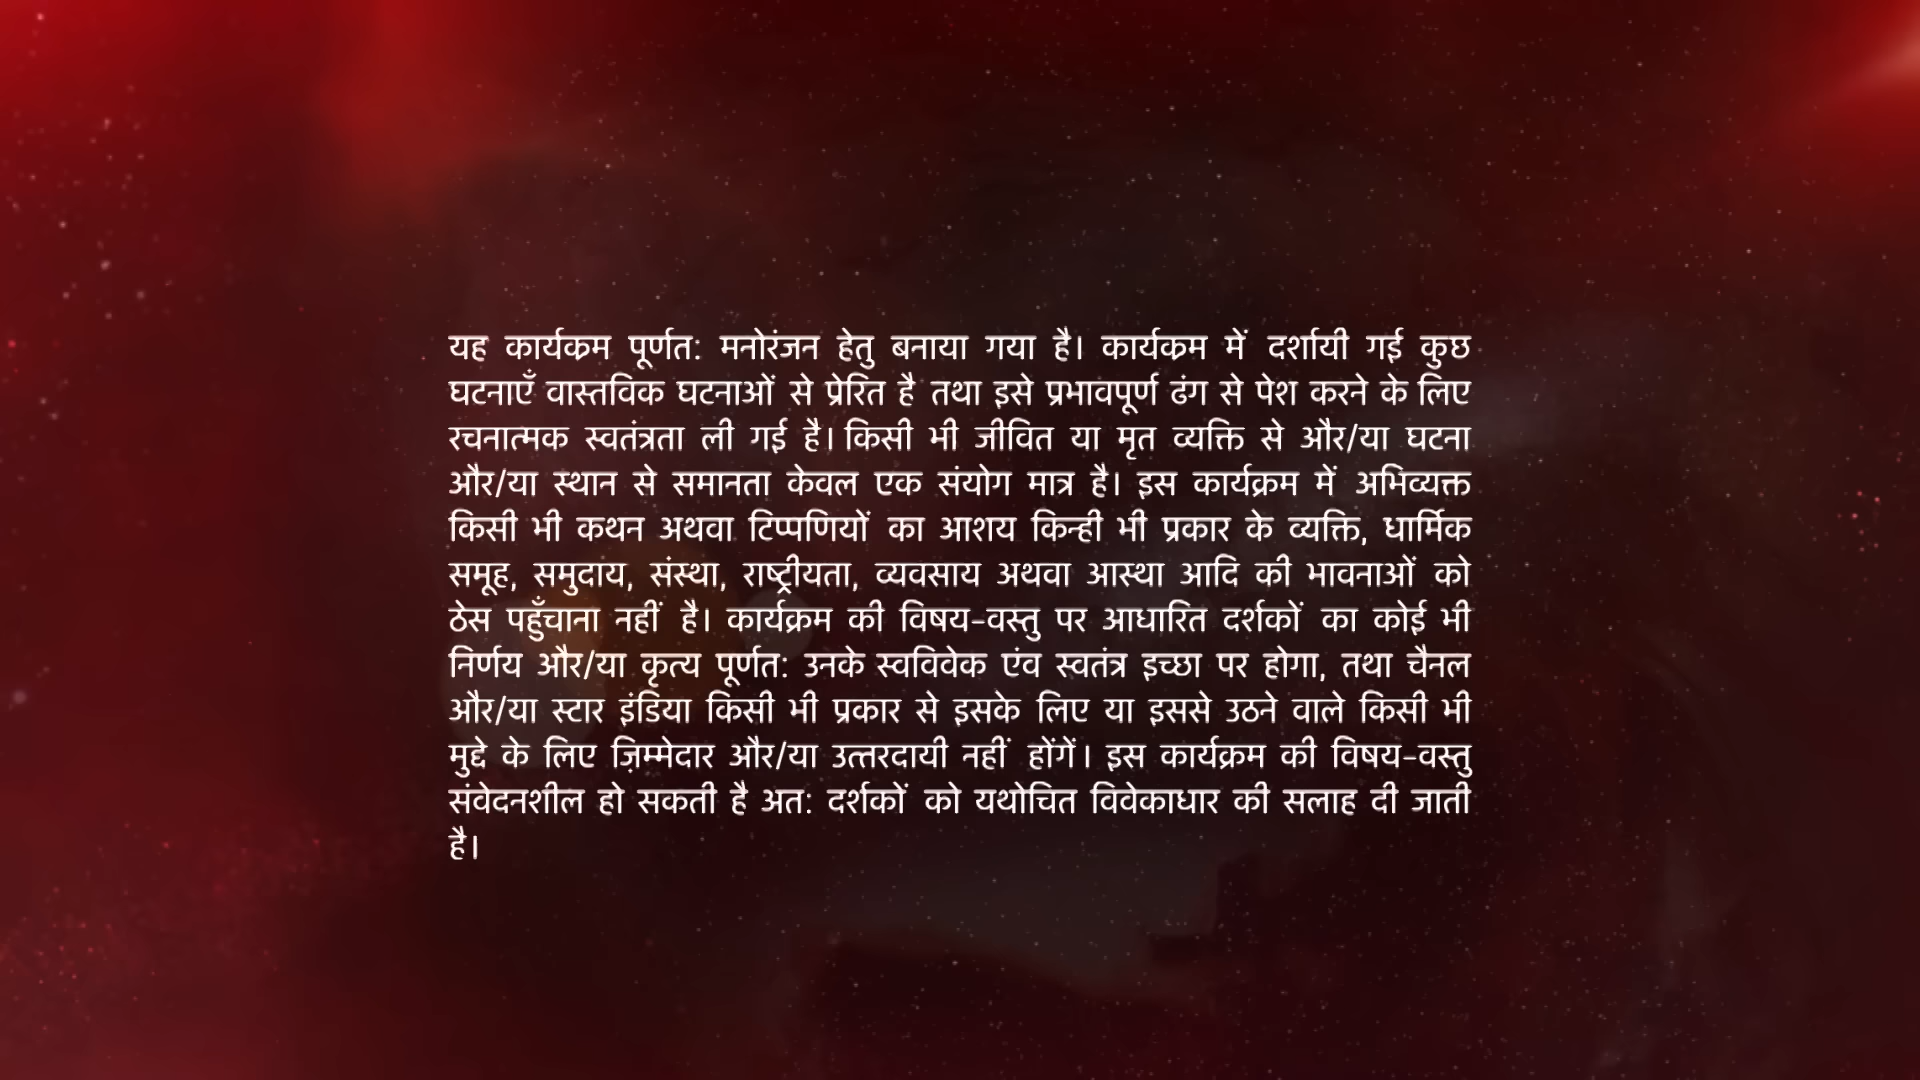 यह कार्यक्रम पूर्णत: मनोरंजन हेतु बनाया गया है। कार्यक्रम में दर्शायी गई कुछ
घटनाएँ वास्तविक घटनाओं से प्रेरित है तथा इसे प्रभावपूर्ण ढंग से पेश करने के लिए
रचनात्मक स्वतंत्रता ली गई है। किसी भी जीवित या मृत व्यक्ति से और/या घटना
और/या स्थान से समानता केवल एक संयोग मात्र है। इस कार्यक्रम में अभिव्यक्त
किसी भी कथन अथवा टिप्पणियों का आशय किन्ही भी प्रकार के व्यक्ति, धार्मिक
समूह, समुदाय, संस्था, राष्ट्रीयता, व्यवसाय अथवा आस्था आदि की भावनाओं को
ठेस पहुँचाना नहीं है। कार्यक्रम की विषय-वस्तु पर आधारित दर्शकों का कोई भी
निर्णय और/या कृत्य पूर्णत: उनके स्वविवेक एंव स्वतंत्र इच्छा पर होगा, तथा चैनल
और/या स्टार इंडिया किसी भी प्रकार से इसके लिए या इससे उठने वाले किसी भी
मुद्दे के लिए ज़िम्मेदार और/या उत्तरदायी नहीं होंगें। इस कार्यक्रम की विषय-वस्तु
संवेदनशील हो सकती है अत: दर्शकों को यथोचित विवेकाधार की सलाह दी जाती
है।